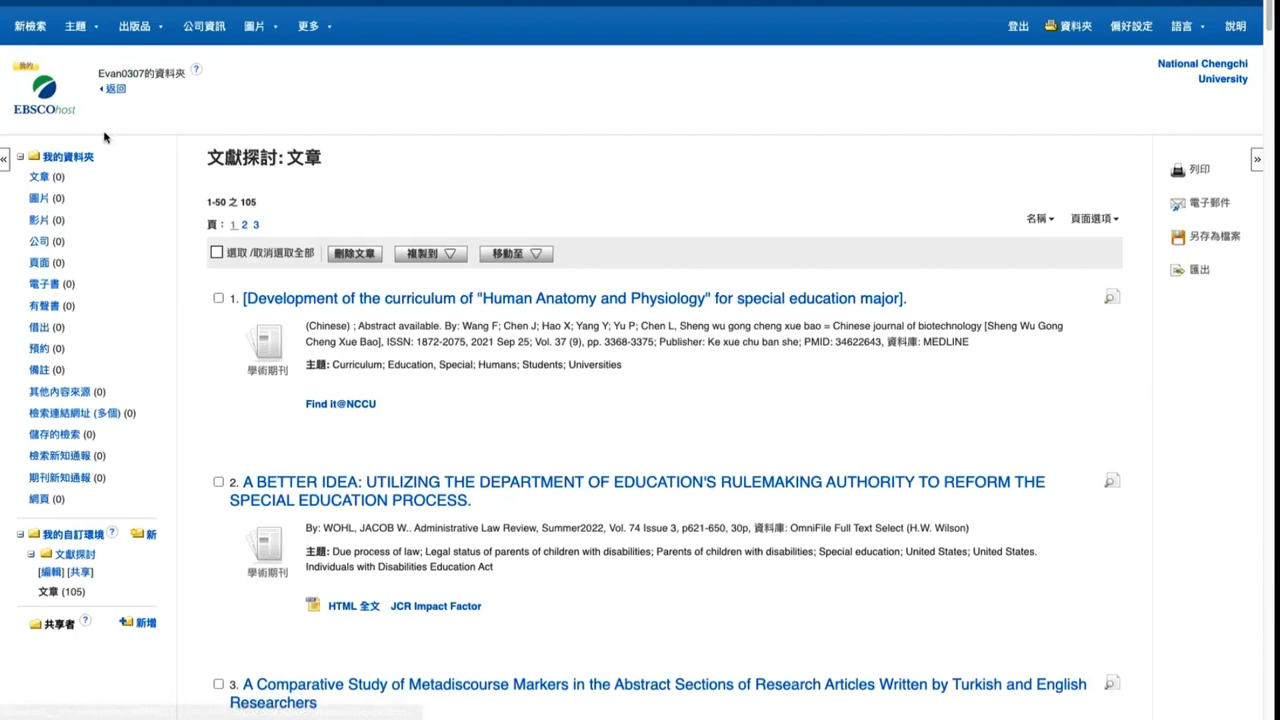 新檢索 主題 出版品 公司資訊 圖片 更多 登出 資料夾 偏好設定 語言 說明
我的
EBSCOhost
Evan0307的資料夾 ?
返回
National Chengchi
University
«
我的資料夾
文章 (0)
圖片 (0)
影片 (0)
公司 (0)
頁面 (0)
電子書 (0)
有聲書 (0)
借出 (0)
預約 (0)
備註 (0)
其他內容來源 (0)
檢索連結網址 (多個) (0)
儲存的檢索 (0)
檢索新知通報 (0)
期刊新知通報 (0)
網頁 (0)
我的自訂環境 ? 新
文獻探討
[編輯] [共享]
文章 (105)
共享者 ? 新增
文獻探討: 文章
1-50 之 105
頁： 1 2 3
名稱 頁面選項
選取 /取消選取全部 刪除文章 複製到 移動至
1. [Development of the curriculum of "Human Anatomy and Physiology" for special education major].
(Chinese) ; Abstract available. By: Wang F; Chen J; Hao X; Yang Y; Yu P; Chen L, Sheng wu gong cheng xue bao = Chinese journal of biotechnology [Sheng Wu Gong
Cheng Xue Bao], ISSN: 1872-2075, 2021 Sep 25; Vol. 37 (9), pp. 3368-3375; Publisher: Ke xue chu ban she; PMID: 34622643, 資料庫: MEDLINE
學術期刊
主題: Curriculum; Education, Special; Humans; Students; Universities
Find it@NCCU
2. A BETTER IDEA: UTILIZING THE DEPARTMENT OF EDUCATION'S RULEMAKING AUTHORITY TO REFORM THE
SPECIAL EDUCATION PROCESS.
By: WOHL, JACOB W.. Administrative Law Review, Summer2022, Vol. 74 Issue 3, p621-650, 30p, 資料庫: OmniFile Full Text Select (H.W. Wilson)
主題: Due process of law; Legal status of parents of children with disabilities; Parents of children with disabilities; Special education; United States; United States.
Individuals with Disabilities Education Act
學術期刊
HTML 全文 JCR Impact Factor
3. A Comparative Study of Metadiscourse Markers in the Abstract Sections of Research Articles Written by Turkish and English
Researchers
»
列印
電子郵件
另存為檔案
匯出